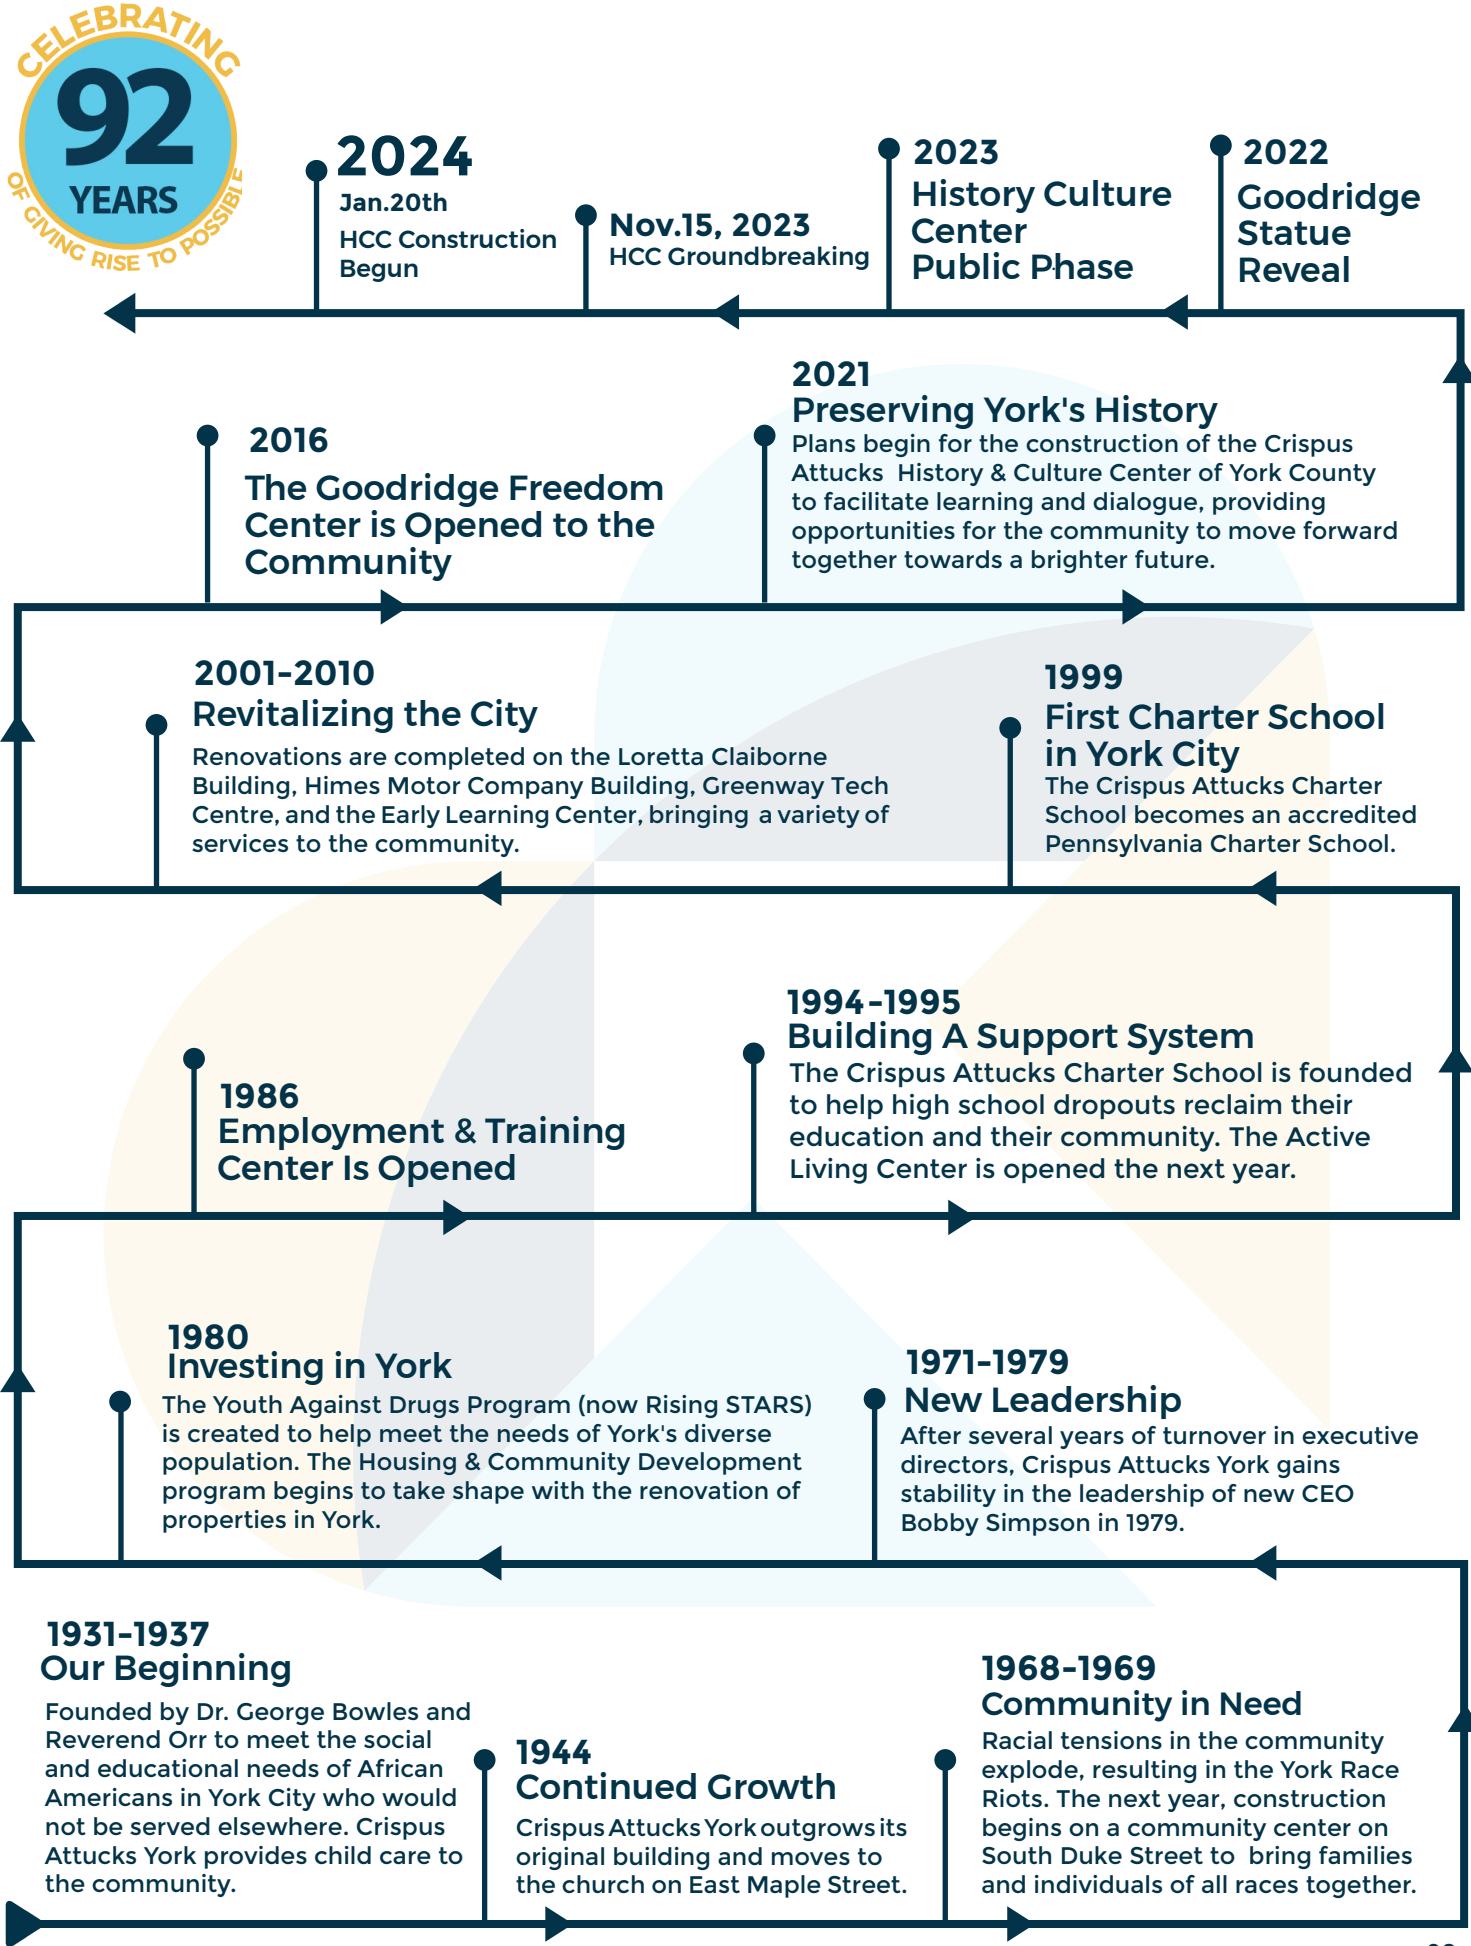 CELEBRATING
92
YEARS
OF GIVING RISE TO POSSIBLE
2024
Jan.20th
HCC Construction
Begun
Nov.15, 2023
HCC Groundbreaking
2023
History Culture
Center
Public Phase
2022
Goodridge
Statue
Reveal
2016
The Goodridge Freedom
Center is Opened to the
Community
2021
Preserving York's History
Plans begin for the construction of the Crispus
Attucks History & Culture Center of York County
to facilitate learning and dialogue, providing
opportunities for the community to move forward
together towards a brighter future.
2001-2010
Revitalizing the City
Renovations are completed on the Loretta Claiborne
Building, Himes Motor Company Building, Greenway Tech
Centre, and the Early Learning Center, bringing a variety of
services to the community.
1999
First Charter School
in York City
The Crispus Attucks Charter
School becomes an accredited
Pennsylvania Charter School.
1986
Employment & Training
Center Is Opened
1994-1995
Building A Support System
The Crispus Attucks Charter School is founded
to help high school dropouts reclaim their
education and their community. The Active
Living Center is opened the next year.
1980
Investing in York
The Youth Against Drugs Program (now Rising STARS)
is created to help meet the needs of York's diverse
population. The Housing & Community Development
program begins to take shape with the renovation of
properties in York.
1971-1979
New Leadership
After several years of turnover in executive
directors, Crispus Attucks York gains
stability in the leadership of new CEO
Bobby Simpson in 1979.
1931-1937
Our Beginning
Founded by Dr. George Bowles and
Reverend Orr to meet the social
and educational needs of African
Americans in York City who would
not be served elsewhere. Crispus
Attucks York provides child care to
the community.
1944
Continued Growth
Crispus Attucks York outgrows its
original building and moves to
the church on East Maple Street.
1968-1969
Community in Need
Racial tensions in the community
explode, resulting in the York Race
Riots. The next year, construction
begins on a community center on
South Duke Street to bring families
and individuals of all races together.